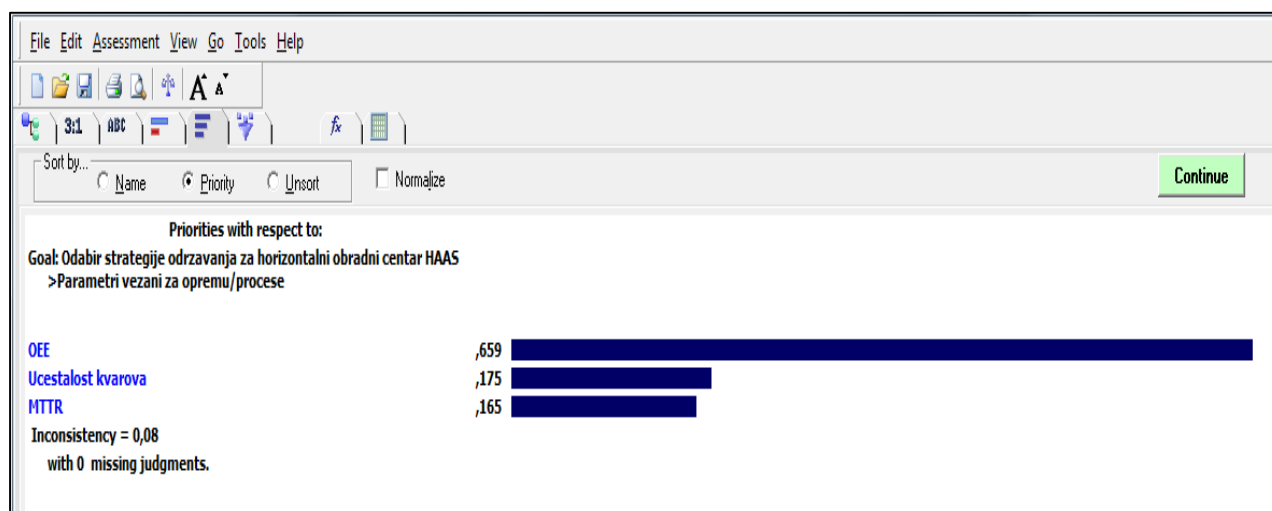 File Edit Assessment View Go Tools Help
A A
3:1 ABC fx
Sort by... Name Priority Unsort Normalize Continue
Priorities with respect to:
Goal: Odabir strategije odrzavanja za horizontalni obradni centar HAAS
>Parametri vezani za opremu/procese
OEE ,659
Ucestalost kvarova ,175
MTTR ,165
Inconsistency = 0,08
with 0 missing judgments.